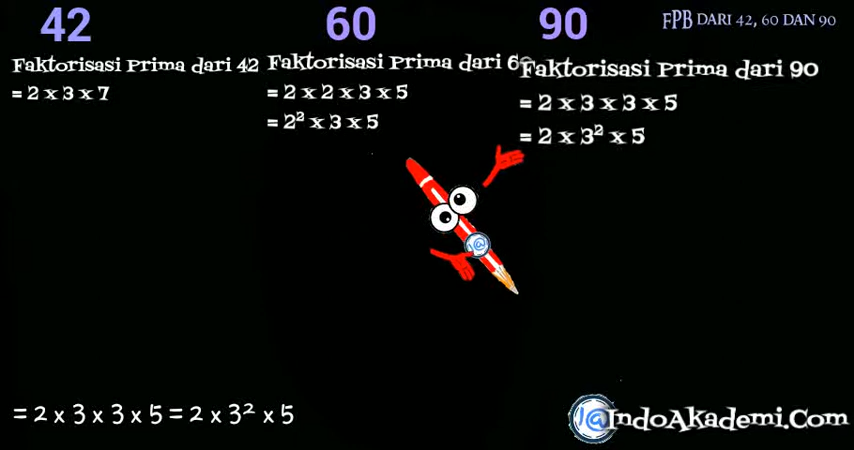 42
60
90
FPB DARI 42, 60 DAN 90
Faktorisasi Prima dari 42
= 2 x 3 x 7
Faktorisasi Prima dari 6
= 2 x 2 x 3 x 5
= 2² x 3 x 5
Faktorisasi Prima dari 90
= 2 x 3 x 3 x 5
= 2 x 3² x 5
1@
= 2 x 3 x 3 x 5 = 2 x 3² x 5
1@ IndoAkademi.Com